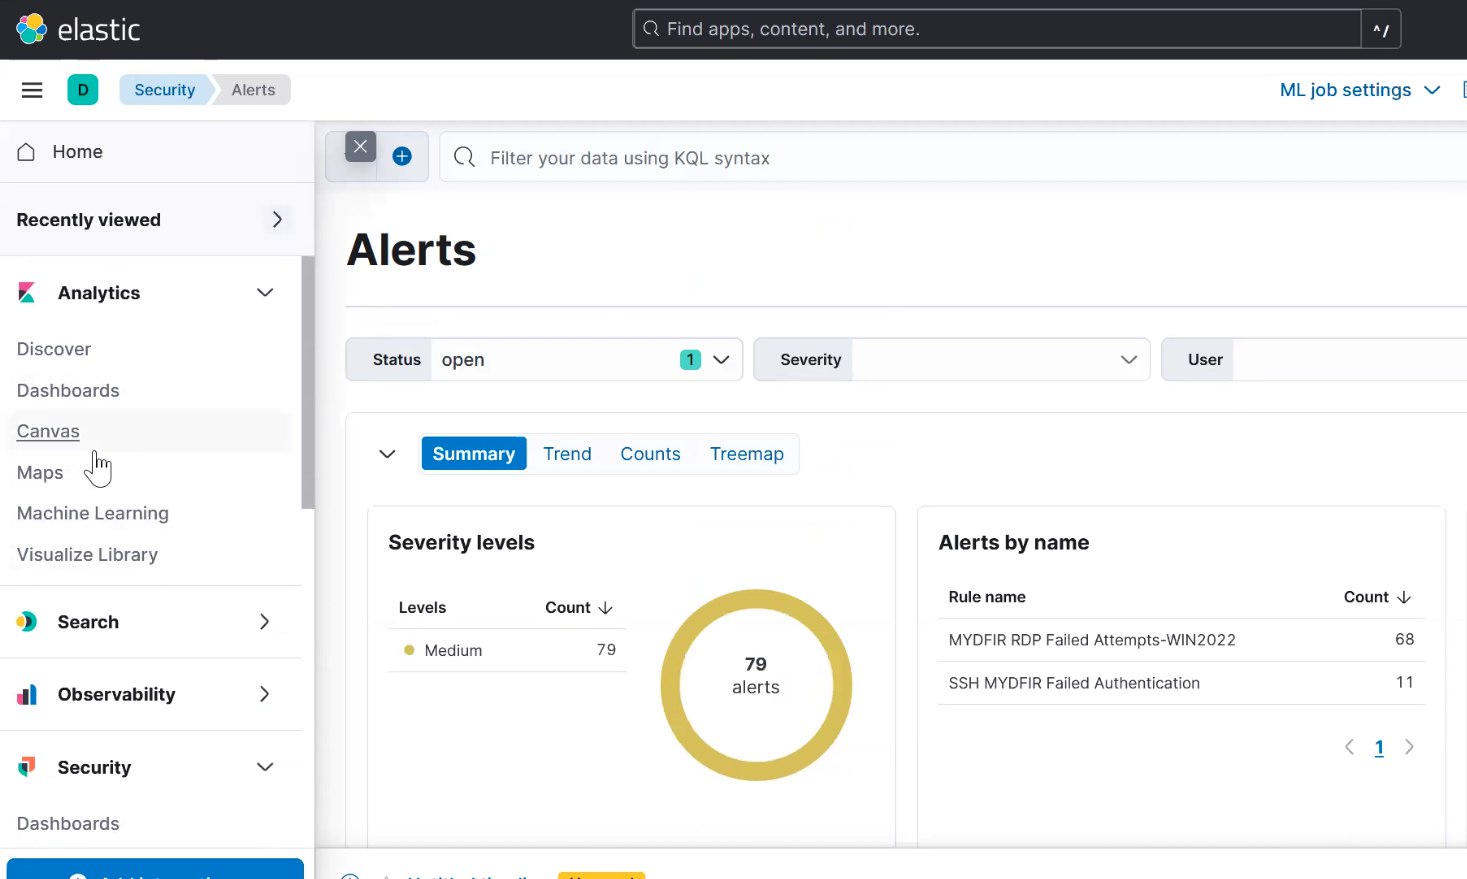 elastic
Find apps, content, and more.
^/
D
Security
Alerts
ML job settings
Home
Filter your data using KQL syntax
Recently viewed
Alerts
Analytics
Discover
Dashboards
Canvas
Maps
Machine Learning
Visualize Library
Search
Observability
Security
Dashboards
Status open 1
Severity
User
Summary Trend Counts Treemap
Severity levels
Levels Count
Medium 79
79
alerts
Alerts by name
Rule name Count
MYDFIR RDP Failed Attempts-WIN2022 68
SSH MYDFIR Failed Authentication 11
1